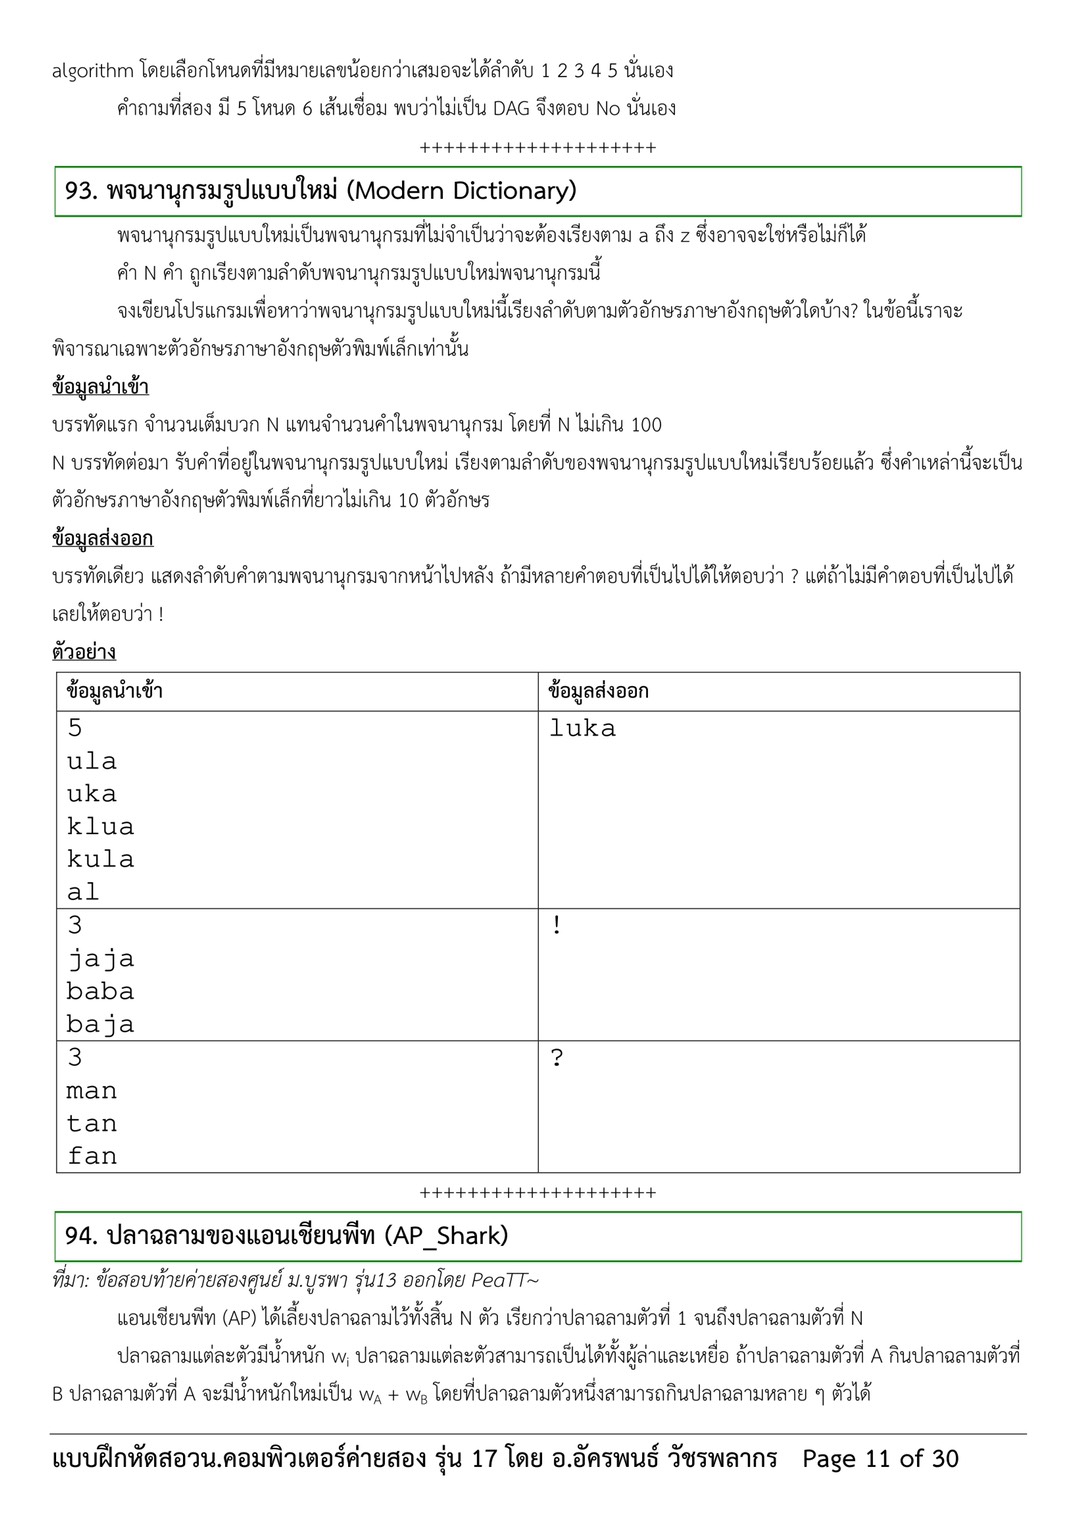 algorithm โดยเลือกโหนดที่มีหมายเลขน้อยกว่าเสมอจะได้ลำดับ 1 2 3 4 5 นั่นเอง
คำถามที่สอง มี 5 โหนด 6 เส้นเชื่อม พบว่าไม่เป็น DAG จึงตอบ No นั่นเอง
++++++++++++++++++++
93. พจนานุกรมรูปแบบใหม่ (Modern Dictionary)
พจนานุกรมรูปแบบใหม่เป็นพจนานุกรมที่ไม่จำเป็นว่าจะต้องเรียงตาม a ถึง z ซึ่งอาจจะใช่หรือไม่ก็ได้
คำ N คำ ถูกเรียงตามลำดับพจนานุกรมรูปแบบใหม่พจนานุกรมนี้
จงเขียนโปรแกรมเพื่อหาว่าพจนานุกรมรูปแบบใหม่นี้เรียงลำดับตามตัวอักษรภาษาอังกฤษตัวใดบ้าง? ในข้อนี้เราจะ
พิจารณาเฉพาะตัวอักษรภาษาอังกฤษตัวพิมพ์เล็กเท่านั้น
ข้อมูลนำเข้า
บรรทัดแรก จำนวนเต็มบวก N แทนจำนวนคำในพจนานุกรม โดยที่ N ไม่เกิน 100
N บรรทัดต่อมา รับคำที่อยู่ในพจนานุกรมรูปแบบใหม่ เรียงตามลำดับของพจนานุกรมรูปแบบใหม่เรียบร้อยแล้ว ซึ่งคำเหล่านี้จะเป็น
ตัวอักษรภาษาอังกฤษตัวพิมพ์เล็กที่ยาวไม่เกิน 10 ตัวอักษร
ข้อมูลส่งออก
บรรทัดเดียว แสดงลำดับคำตามพจนานุกรมจากหน้าไปหลัง ถ้ามีหลายคำตอบที่เป็นไปได้ให้ตอบว่า ? แต่ถ้าไม่มีคำตอบที่เป็นไปได้
เลยให้ตอบว่า !
ตัวอย่าง
ข้อมูลนำเข้า ข้อมูลส่งออก
5 luka
ula
uka
klua
kula
al
3 !
jaja
baba
baja
3 ?
man
tan
fan
++++++++++++++++++++
94. ปลาฉลามของแอนเชียนพีท (AP_Shark)
ที่มา: ข้อสอบท้ายค่ายสองศูนย์ ม.บูรพา รุ่น13 ออกโดย PeaTT~
แอนเชียนพีท (AP) ได้เลี้ยงปลาฉลามไว้ทั้งสิ้น N ตัว เรียกว่าปลาฉลามตัวที่ 1 จนถึงปลาฉลามตัวที่ N
ปลาฉลามแต่ละตัวมีน้ำหนัก wi ปลาฉลามแต่ละตัวสามารถเป็นได้ทั้งผู้ล่าและเหยื่อ ถ้าปลาฉลามตัวที่ A กินปลาฉลามตัวที่
B ปลาฉลามตัวที่ A จะมีน้ำหนักใหม่เป็น wA + wB โดยที่ปลาฉลามตัวหนึ่งสามารถกินปลาฉลามหลาย ๆ ตัวได้
แบบฝึกหัดสอวน.คอมพิวเตอร์ค่ายสอง รุ่น 17 โดย อ.อัครพนธ์ วัชรพลากร Page 11 of 30